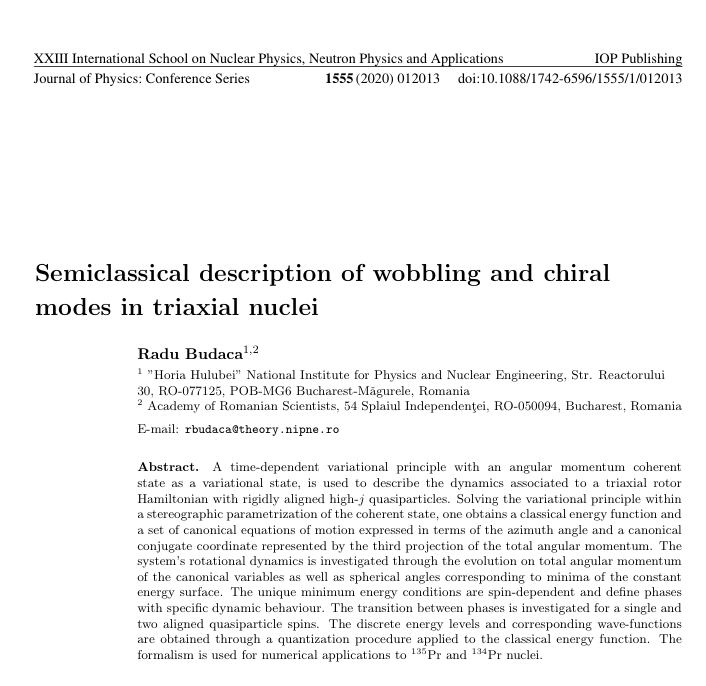 XXIII International School on Nuclear Physics, Neutron Physics and Applications IOP Publishing
Journal of Physics: Conference Series 1555 (2020) 012013 doi:10.1088/1742-6596/1555/1/012013
Semiclassical description of wobbling and chiral
modes in triaxial nuclei
Radu Budaca1,2
1 "Horia Hulubei" National Institute for Physics and Nuclear Engineering, Str. Reactorului
30, RO-077125, POB-MG6 Bucharest-Măgurele, Romania
2 Academy of Romanian Scientists, 54 Splaiul Independenţei, RO-050094, Bucharest, Romania
E-mail: rbudaca@theory.nipne.ro
Abstract. A time-dependent variational principle with an angular momentum coherent
state as a variational state, is used to describe the dynamics associated to a triaxial rotor
Hamiltonian with rigidly aligned high-j quasiparticles. Solving the variational principle within
a stereographic parametrization of the coherent state, one obtains a classical energy function and
a set of canonical equations of motion expressed in terms of the azimuth angle and a canonical
conjugate coordinate represented by the third projection of the total angular momentum. The
system's rotational dynamics is investigated through the evolution on total angular momentum
of the canonical variables as well as spherical angles corresponding to minima of the constant
energy surface. The unique minimum energy conditions are spin-dependent and define phases
with specific dynamic behaviour. The transition between phases is investigated for a single and
two aligned quasiparticle spins. The discrete energy levels and corresponding wave-functions
are obtained through a quantization procedure applied to the classical energy function. The
formalism is used for numerical applications to 135Pr and 134Pr nuclei.